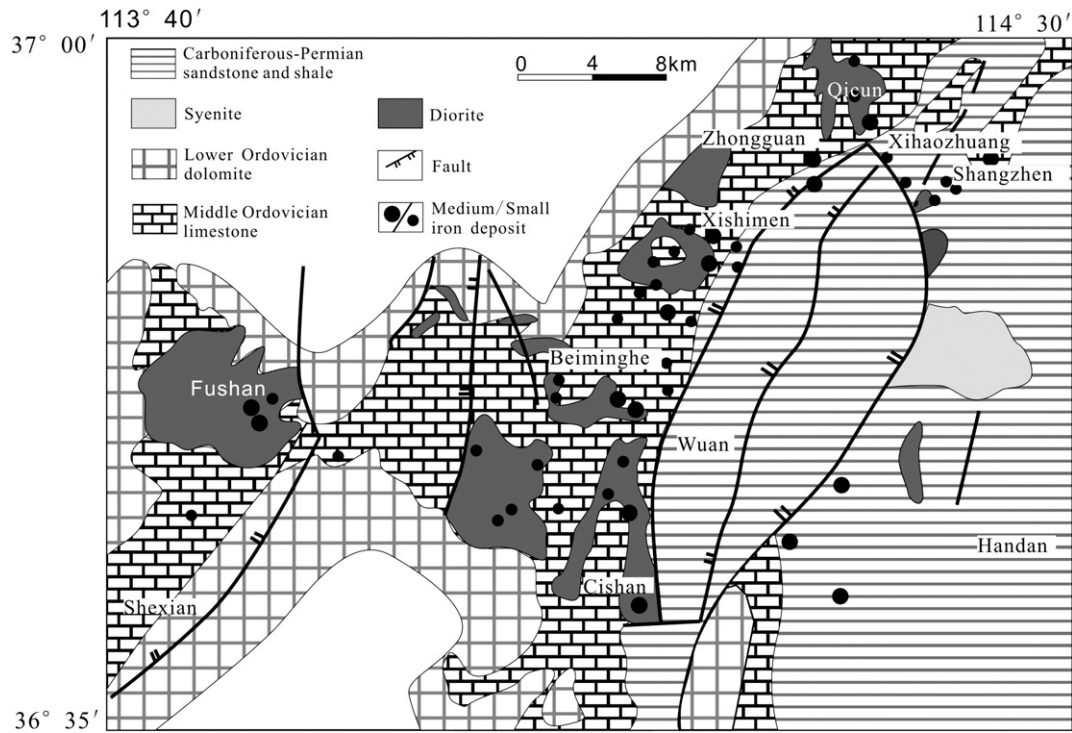 113° 40′
114° 30′
37° 00′
Carboniferous-Permian
sandstone and shale
0 4 8km
Syenite
Diorite
Lower Ordovician
dolomite
Fault
Middle Ordovician
limestone
Medium/Small
iron deposit
Qicun
Zhongguan
Xihaozhuang
Shangzhen
Xishimen
Beiminghe
Fushan
Wuan
Handan
Cishan
Shexian
36° 35′